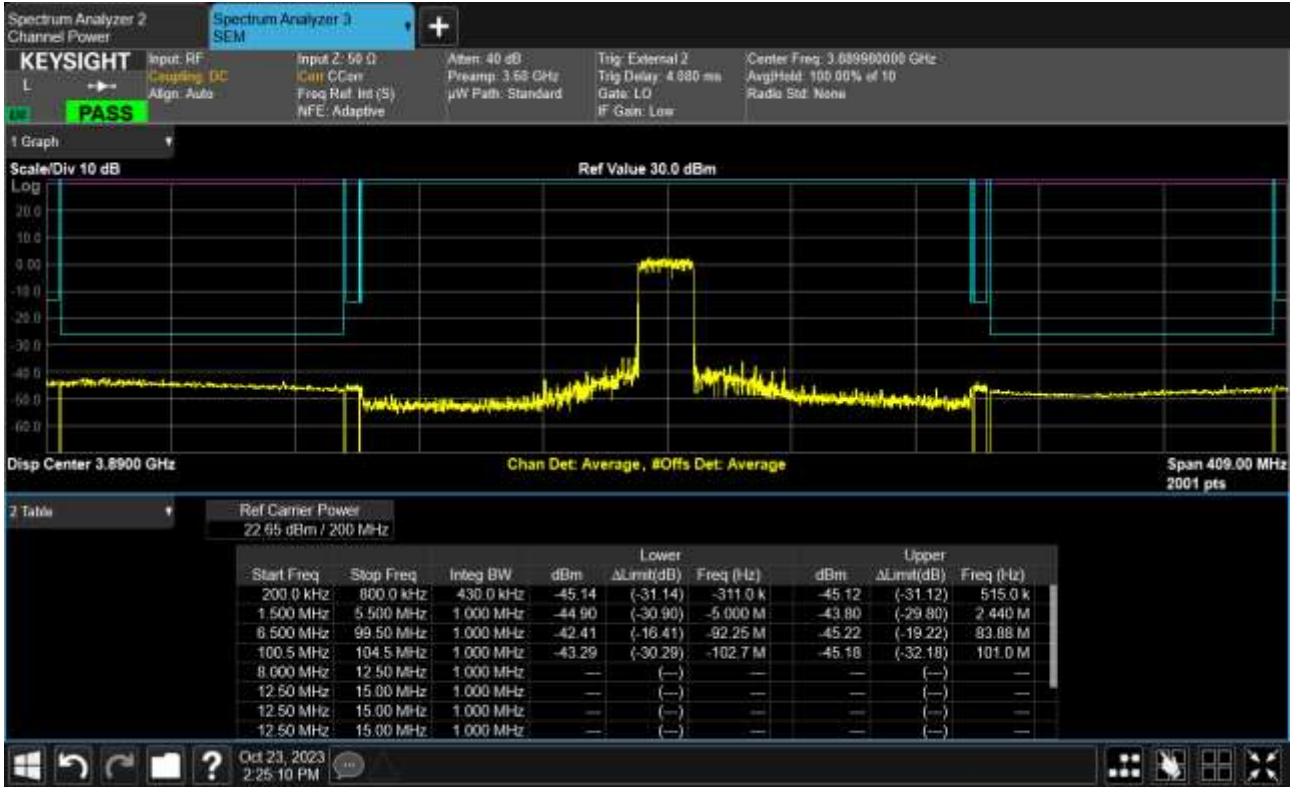 Spectrum Analyzer 2
Channel Power
Spectrum Analyzer 3
SEM
KEYSIGHT
L
PASS
Input: RF
Coupling: DC
Align: Auto
Input Z: 50 Ω
Corr CCorr
Freq Ref: Int (S)
NFE: Adaptive
Atten: 40 dB
Preamp: 3.60 GHz
µW Path: Standard
Trig: External 2
Trig Delay: 4.080 ms
Gate: LO
IF Gain: Low
Center Freq: 3.889980000 GHz
Avg|Hold: 100.00% of 10
Radio Std: None
1 Graph
Scale/Div 10 dB
Ref Value 30.0 dBm
Log
20.0
10.0
0.00
-10.0
-20.0
-30.0
-40.0
-50.0
-60.0
Disp Center 3.8900 GHz
Chan Det: Average, #Offs Det: Average
Span 409.00 MHz
2001 pts
2 Table
Ref Carrier Power
22.65 dBm / 200 MHz
Lower Upper
Start Freq Stop Freq Integ BW dBm ΔLimit(dB) Freq (Hz) dBm ΔLimit(dB) Freq (Hz)
200.0 kHz 800.0 kHz 430.0 kHz -45.14 (-31.14) -311.0 k -45.12 (-31.12) 515.0 k
1.500 MHz 5.500 MHz 1.000 MHz -44.90 (-30.90) -5.000 M -43.80 (-29.80) 2.440 M
6.500 MHz 99.50 MHz 1.000 MHz -42.41 (-16.41) -92.25 M -45.22 (-19.22) 83.88 M
100.5 MHz 104.5 MHz 1.000 MHz -43.29 (-30.29) -102.7 M -45.18 (-32.18) 101.0 M
8.000 MHz 12.50 MHz 1.000 MHz --- (---) --- --- (---) ---
12.50 MHz 15.00 MHz 1.000 MHz --- (---) --- --- (---) ---
12.50 MHz 15.00 MHz 1.000 MHz --- (---) --- --- (---) ---
12.50 MHz 15.00 MHz 1.000 MHz --- (---) --- --- (---) ---
?
Oct 23, 2023
2:25:10 PM